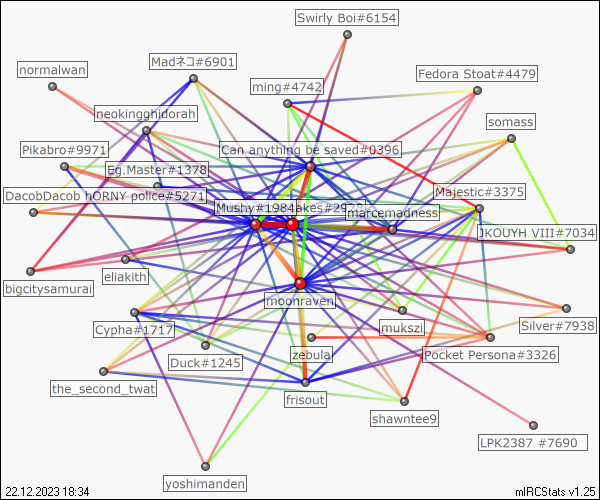 Swirly Boi#6154
Madネコ#6901
normalwan
Fedora Stoat#4479
ming#4742
neokingghidorah
somass
Pikabro#9971
Can anything be saved#0396
Eg.Master#1378
DacobDacob hORNY police#5271
Majestic#3375
Mushy#1984
marcemadness
JKOUYH VIII#7034
eliakith
bigcitysamurai
moonraven
Cypha#1717
mukszi
Silver#7938
Duck#1245
zebula
Pocket Persona#3326
the_second_twat
frisout
shawntee9
LPK2387 #7690
yoshimanden
22.12.2023 18:34
mIRCStats v1.25